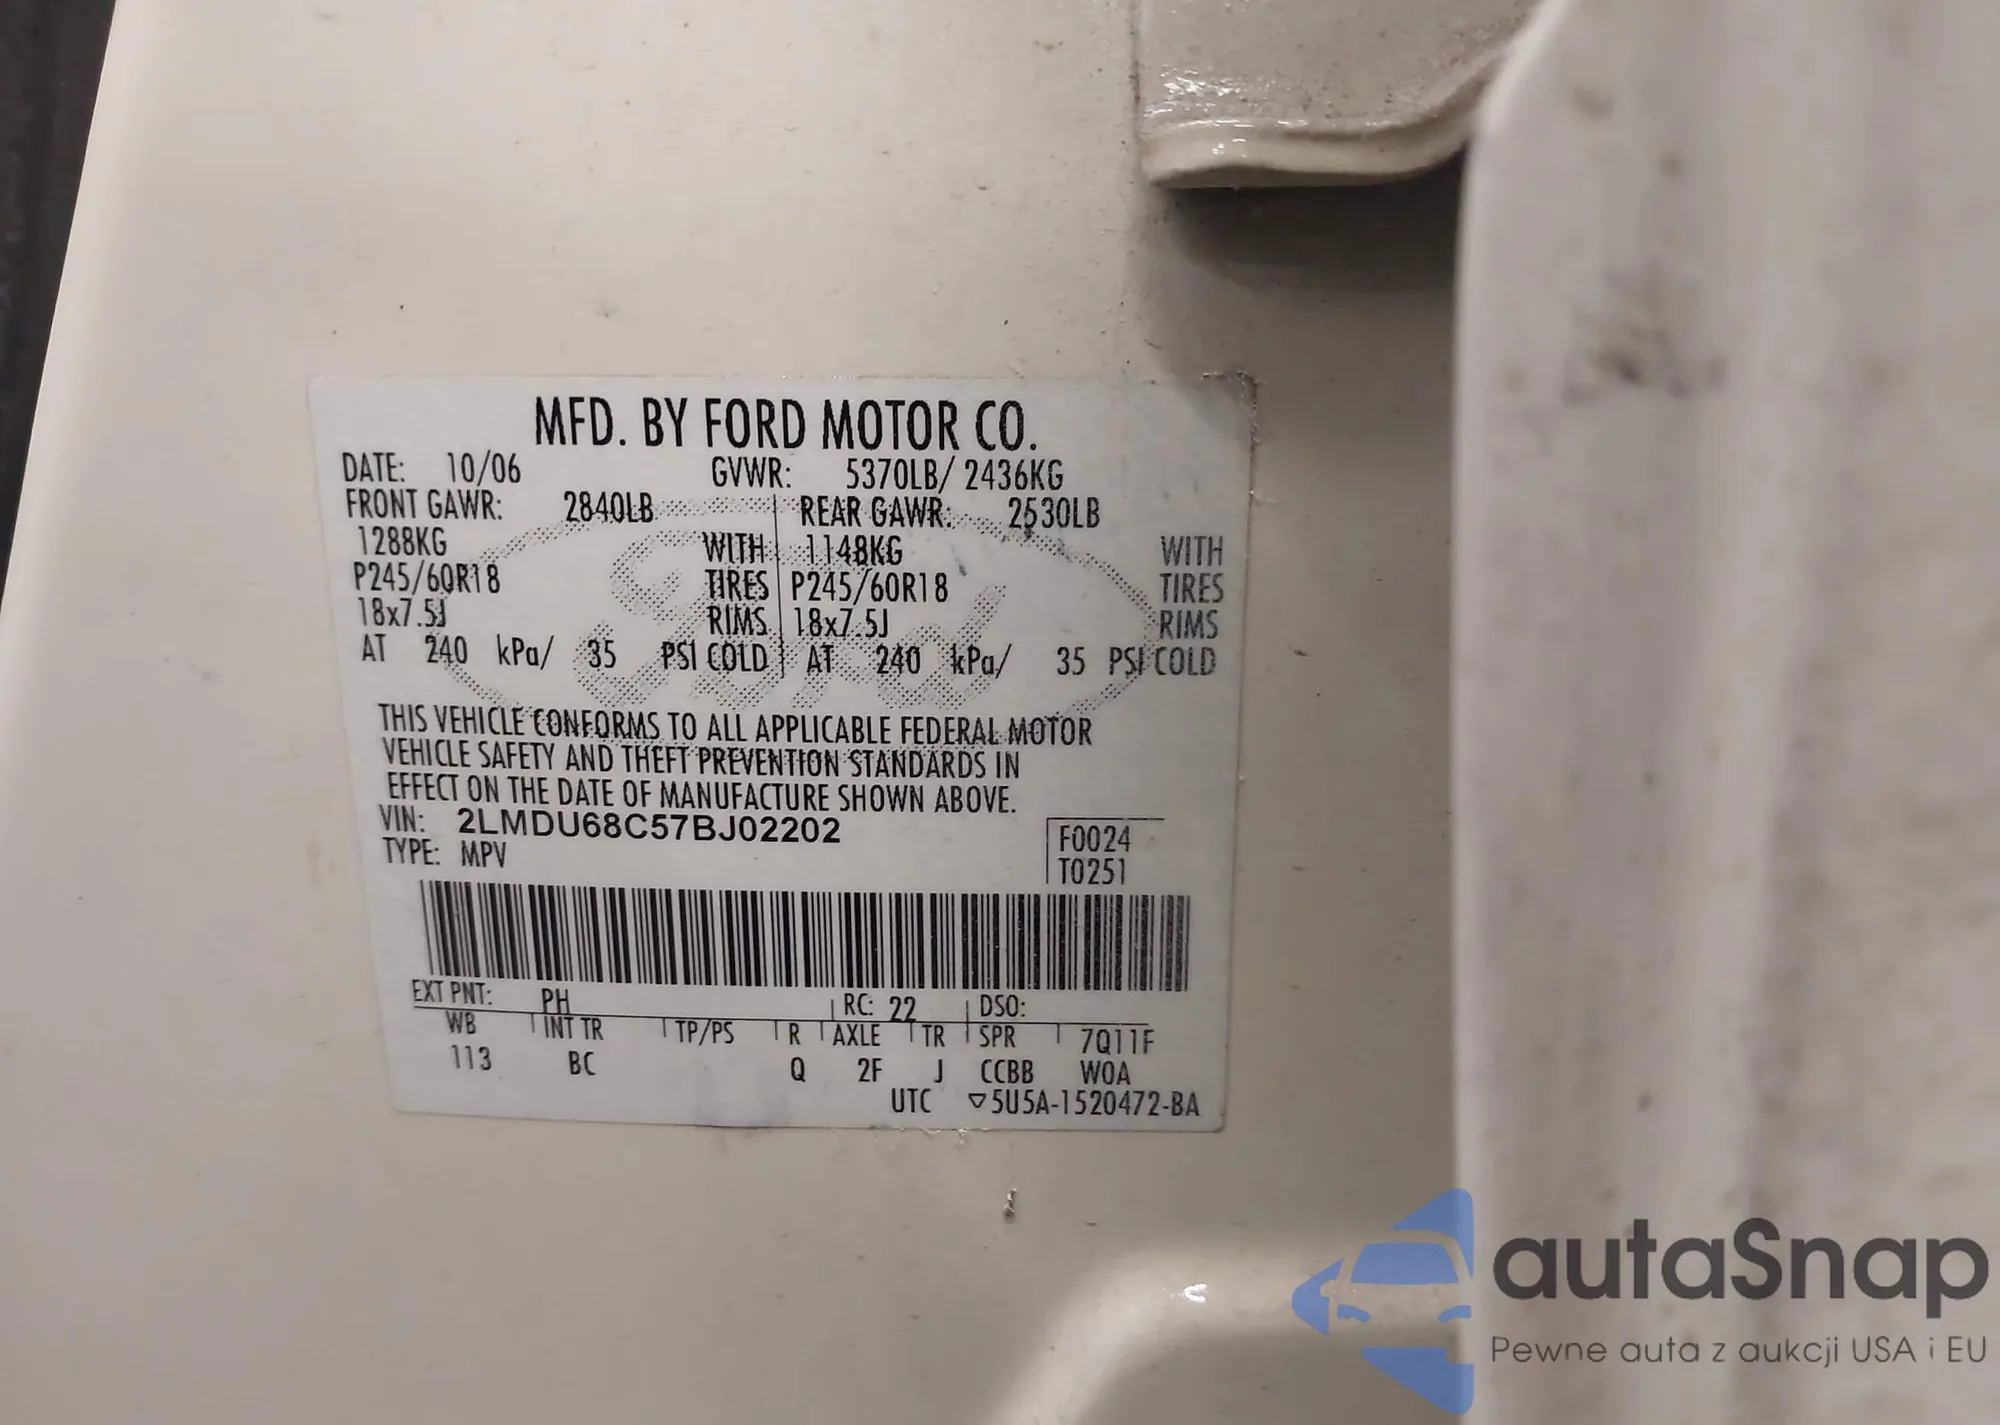 MFD. BY FORD MOTOR CO.
DATE: 10/06 GVWR: 5370LB/ 2436KG
FRONT GAWR: 2840LB REAR GAWR: 2530LB
1288KG WITH 1148KG WITH
P245/60R18 TIRES P245/60R18 TIRES
18x7.5J RIMS 18x7.5J RIMS
AT 240 kPa/ 35 PSI COLD AT 240 kPa/ 35 PSI COLD
THIS VEHICLE CONFORMS TO ALL APPLICABLE FEDERAL MOTOR
VEHICLE SAFETY AND THEFT PREVENTION STANDARDS IN
EFFECT ON THE DATE OF MANUFACTURE SHOWN ABOVE.
VIN: 2LMDU68C57BJ02202 F0024
TYPE: MPV T0251
EXT PNT: PH RC: 22 DSO:
WB INT TR TP/PS R AXLE TR SPR 7Q11F
113 BC Q 2F J CCBB WOA
UTC ▽5U5A-1520472-BA
Ford
autaSnap
Pewne auta z aukcji USA i EU